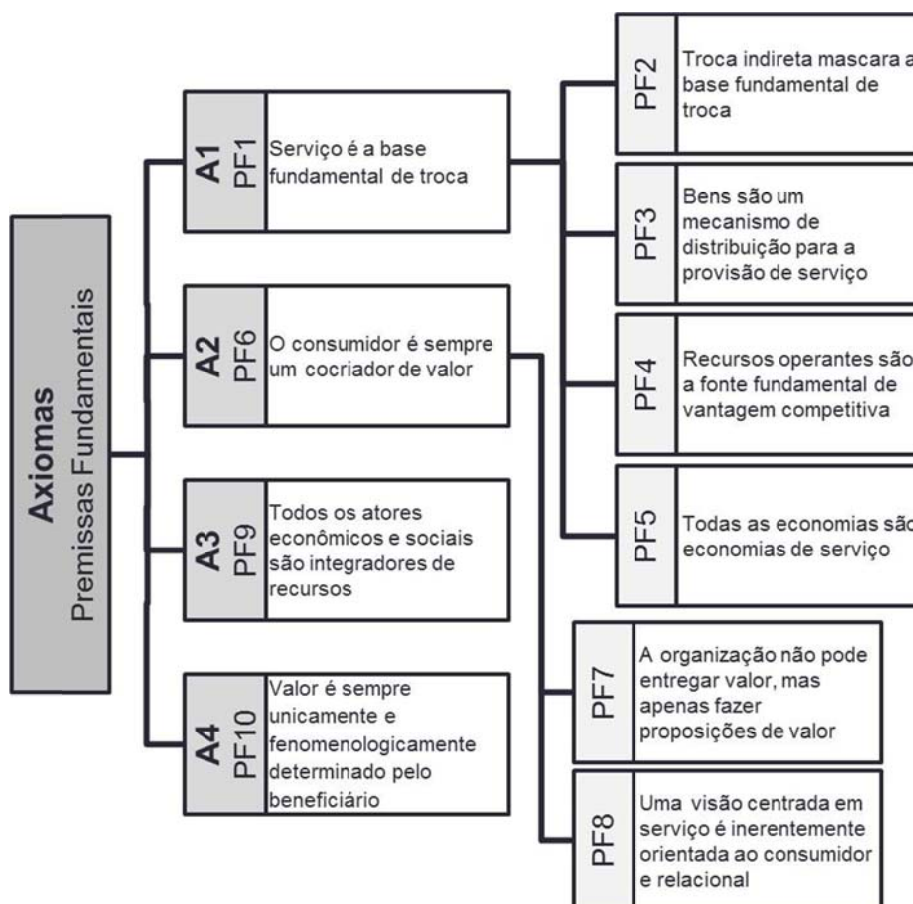 Axiomas
Premissas Fundamentais
A1
PF1
Serviço é a base
fundamental de troca
A2
PF6
O consumidor é sempre
um cocriador de valor
A3
PF9
Todos os atores
econômicos e sociais
são integradores de
recursos
A4
PF10
Valor é sempre
unicamente e
fenomenologicamente
determinado pelo
beneficiário
PF2
Troca indireta mascara a
base fundamental de
troca
PF3
Bens são um
mecanismo de
distribuição para a
provisão de serviço
PF4
Recursos operantes são
a fonte fundamental de
vantagem competitiva
PF5
Todas as economias são
economias de serviço
PF7
A organização não pode
entregar valor, mas
apenas fazer
proposições de valor
PF8
Uma visão centrada em
serviço é inerentemente
orientada ao consumidor
e relacional